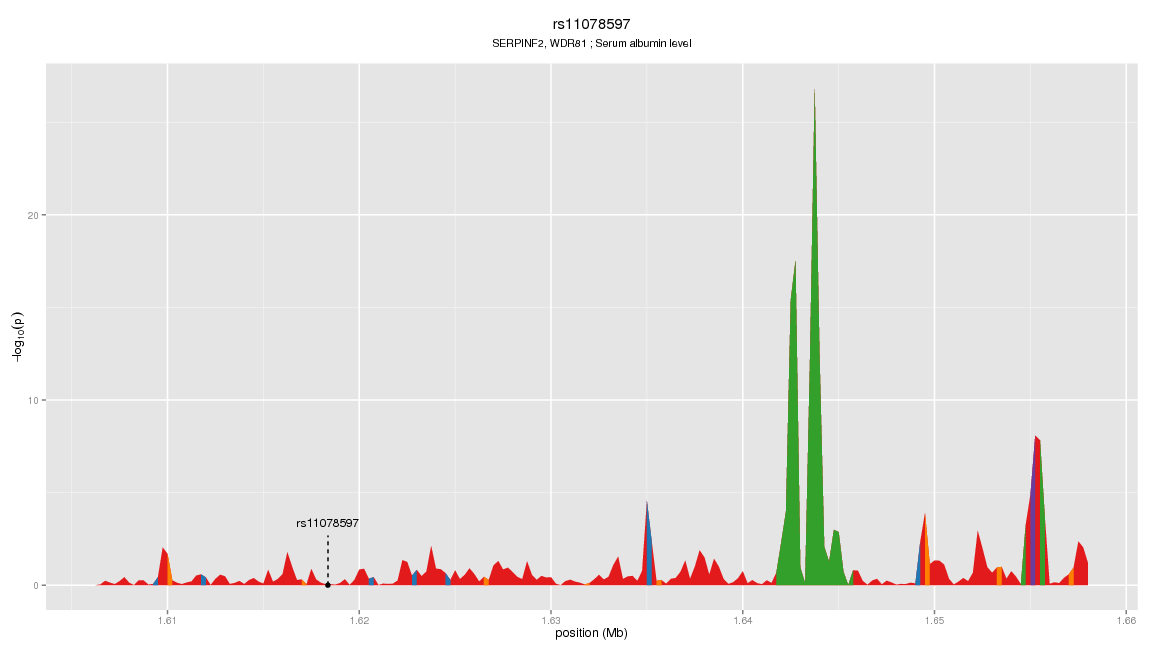 rs11078597
SERPINF2, WDR81 ; Serum albumin level
−log10(p)
20
10
0
rs11078597
1.61
1.62
1.63
1.64
1.65
1.66
position (Mb)